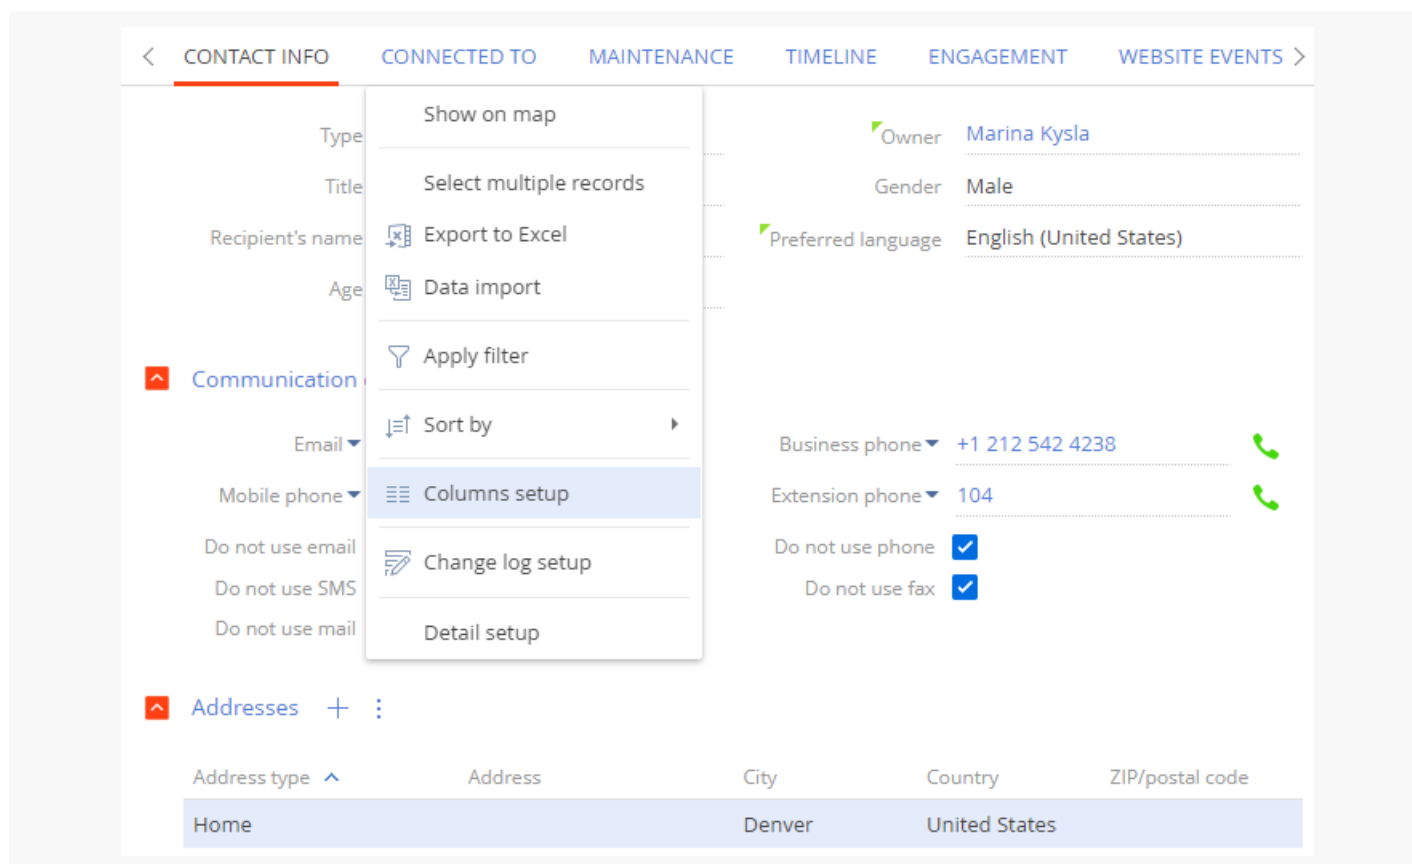 CONTACT INFO CONNECTED TO MAINTENANCE TIMELINE ENGAGEMENT WEBSITE EVENTS
Show on map
Type Owner Marina Kysla
Select multiple records
Title Gender Male
Recipient's name Export to Excel Preferred language English (United States)
Age Data import
Apply filter
Communication
Sort by
Email Business phone +1 212 542 4238
Mobile phone Columns setup Extension phone 104
Do not use email Do not use phone
Change log setup
Do not use SMS Do not use fax
Do not use mail Detail setup
Addresses
Address type Address City Country ZIP/postal code
Home Denver United States